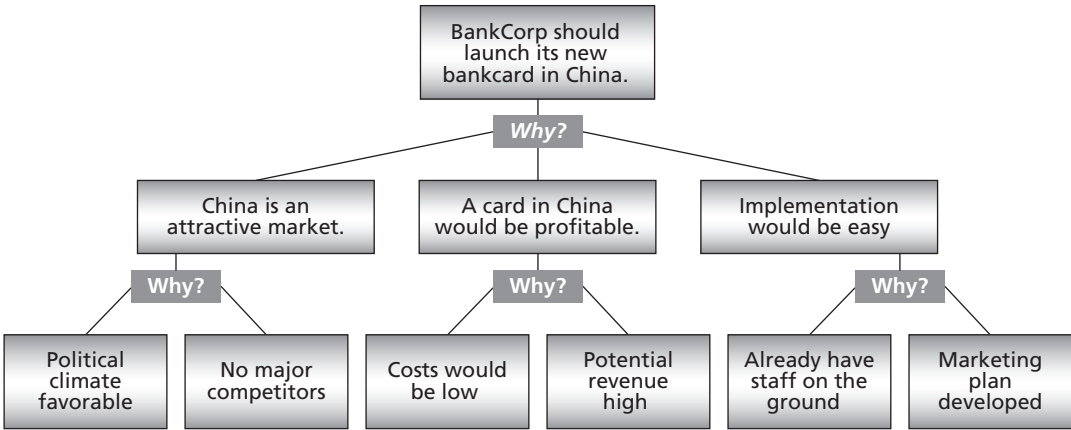 BankCorp should
launch its new
bankcard in China.
Why?
China is an
attractive market.
A card in China
would be profitable.
Implementation
would be easy
Why?
Why?
Why?
Political
climate
favorable
No major
competitors
Costs would
be low
Potential
revenue
high
Already have
staff on the
ground
Marketing
plan
developed